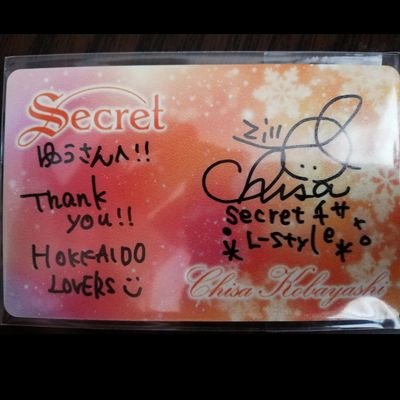 Secret
ゆうさんへ!!
Thank
you!!
HOKKAIDO
LOVERS
Chisa
Secret
L-style
Chisa Kobayashi